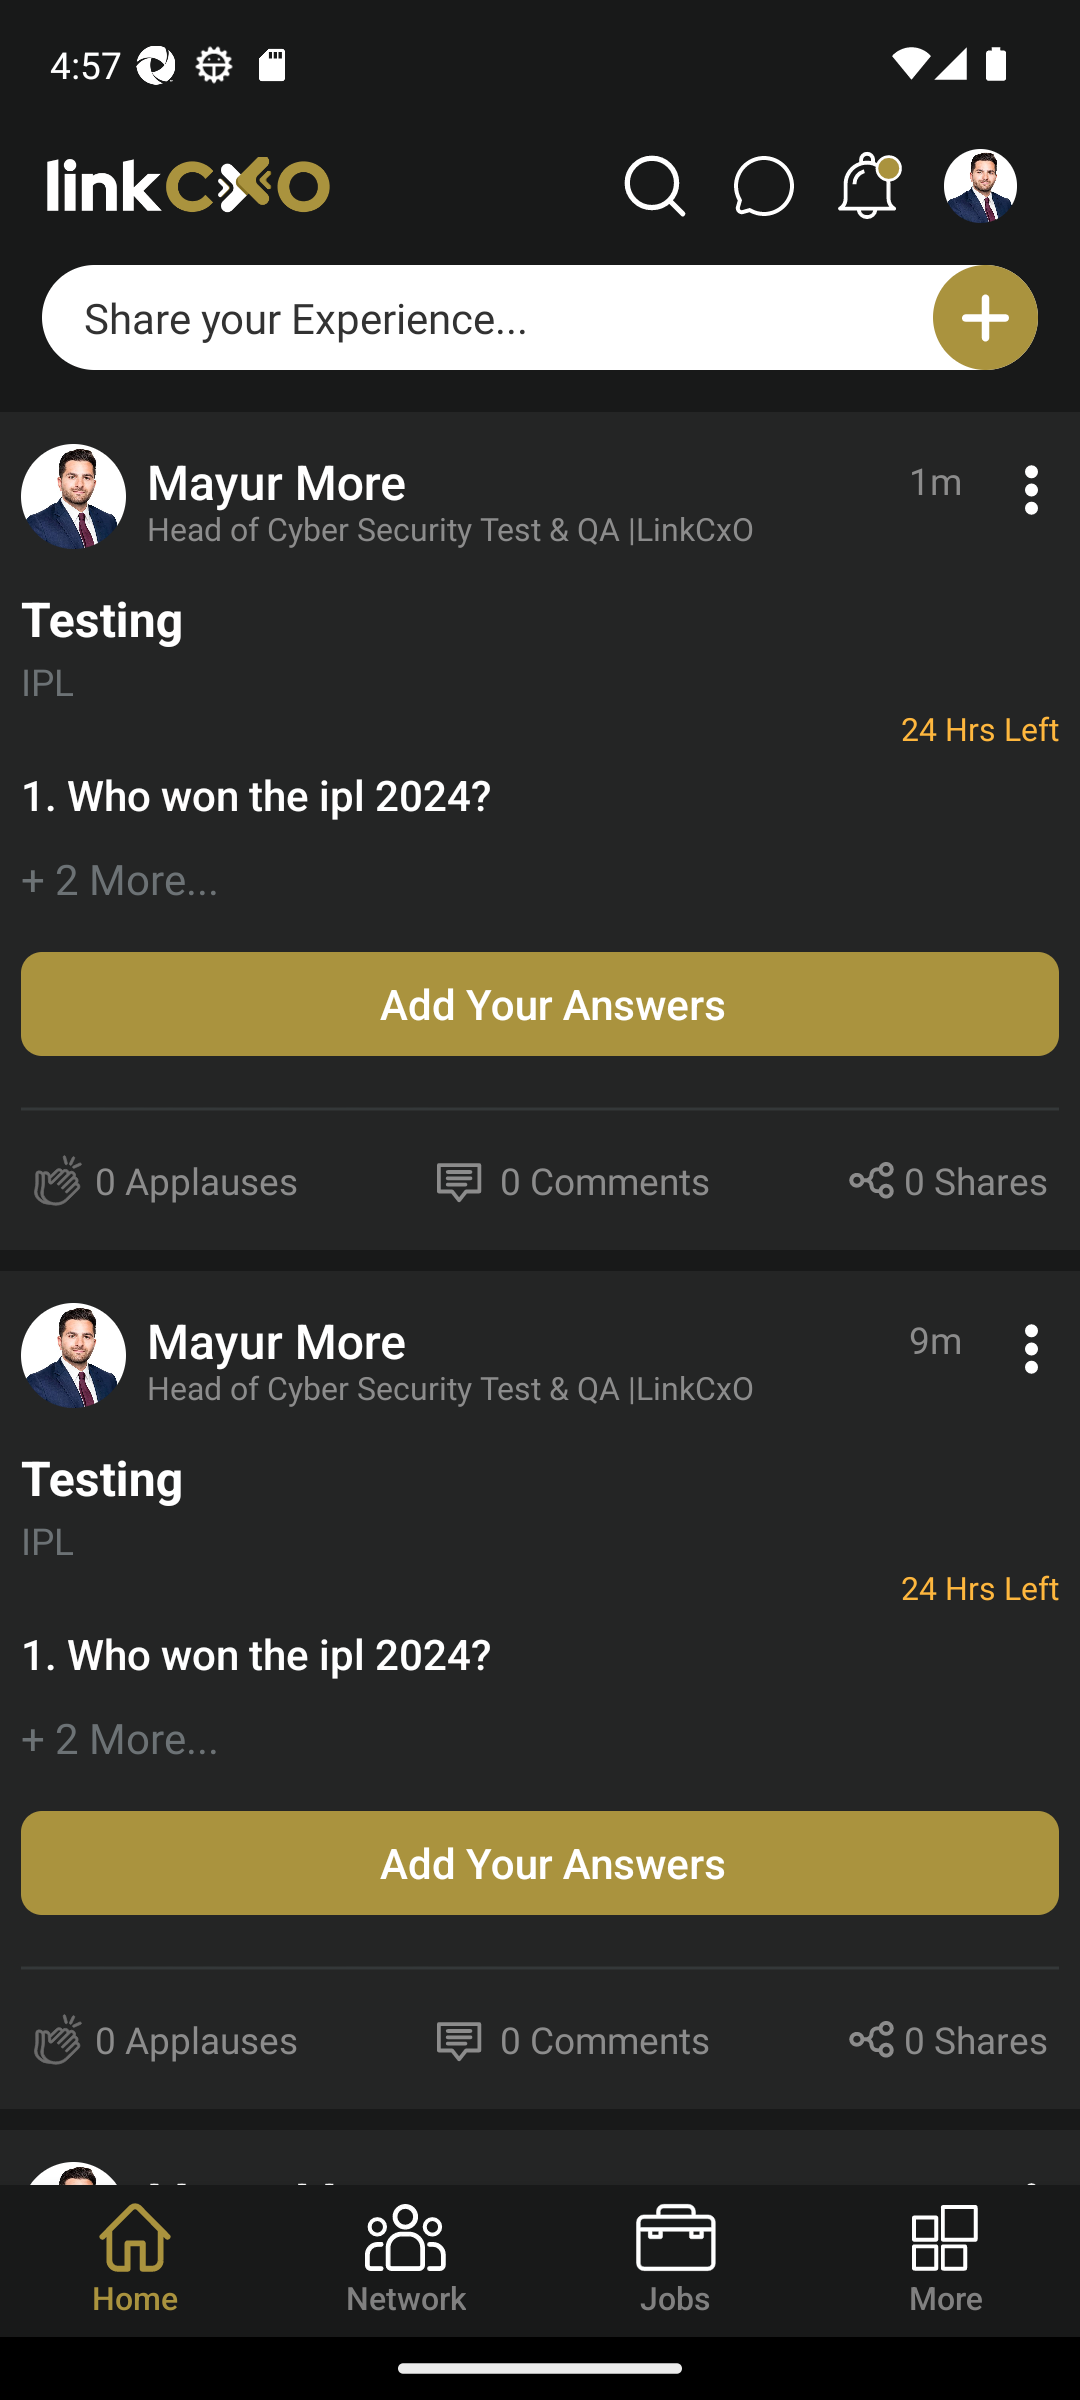 4:57
linkCxO
Share your Experience...
Mayur More
1m
Head of Cyber Security Test & QA |LinkCxO
Testing
IPL
24 Hrs Left
1. Who won the ipl 2024?
+ 2 More...
Add Your Answers
0 Applauses
0 Comments
0 Shares
Mayur More
9m
Head of Cyber Security Test & QA |LinkCxO
Testing
IPL
24 Hrs Left
1. Who won the ipl 2024?
+ 2 More...
Add Your Answers
0 Applauses
0 Comments
0 Shares
Home
Network
Jobs
More